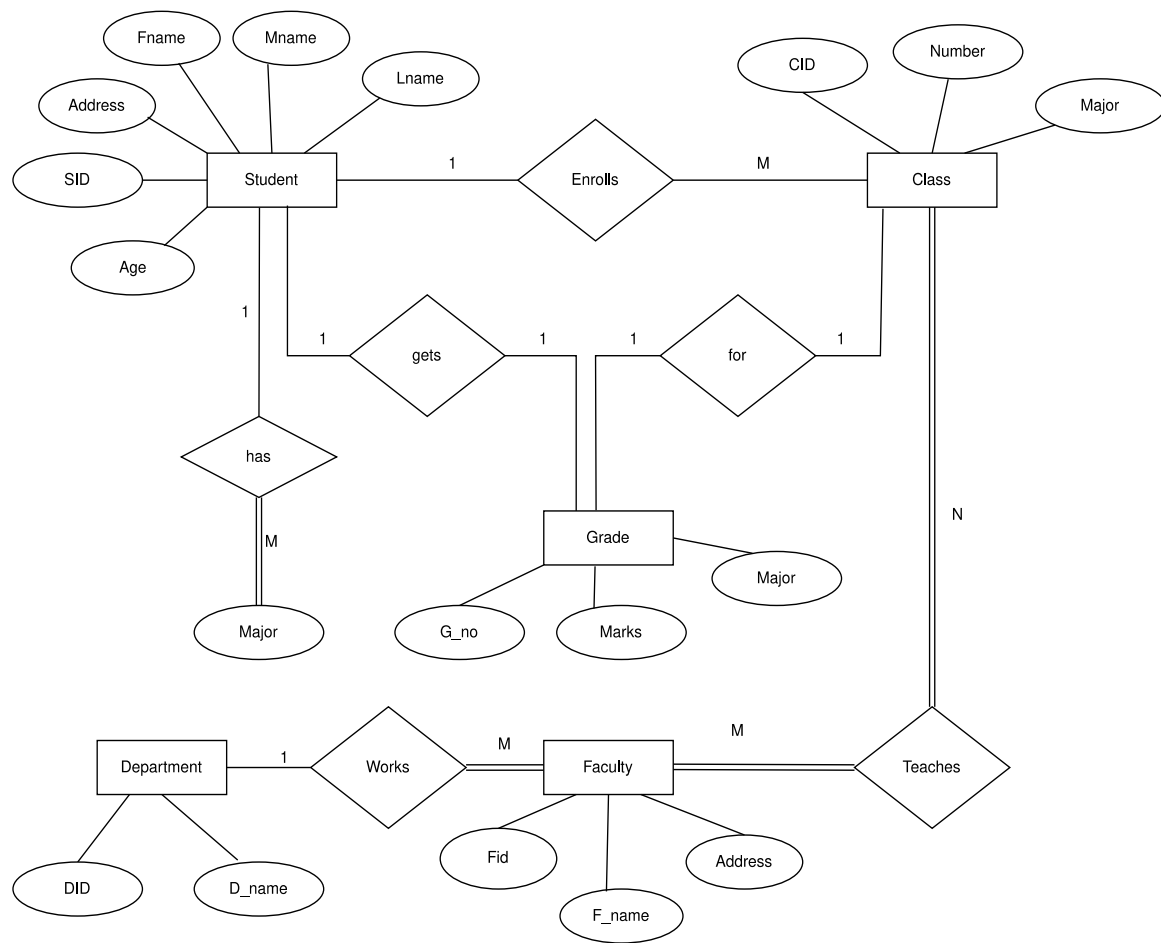 Fname
Mname
Lname
CID
Number
Major
Address
SID
Student
1
Enrolls
M
Class
Age
1
1
gets
1
1
for
1
has
M
Grade
N
Major
G_no
Marks
Major
Department
1
Works
M
Faculty
M
Teaches
DID
D_name
Fid
F_name
Address